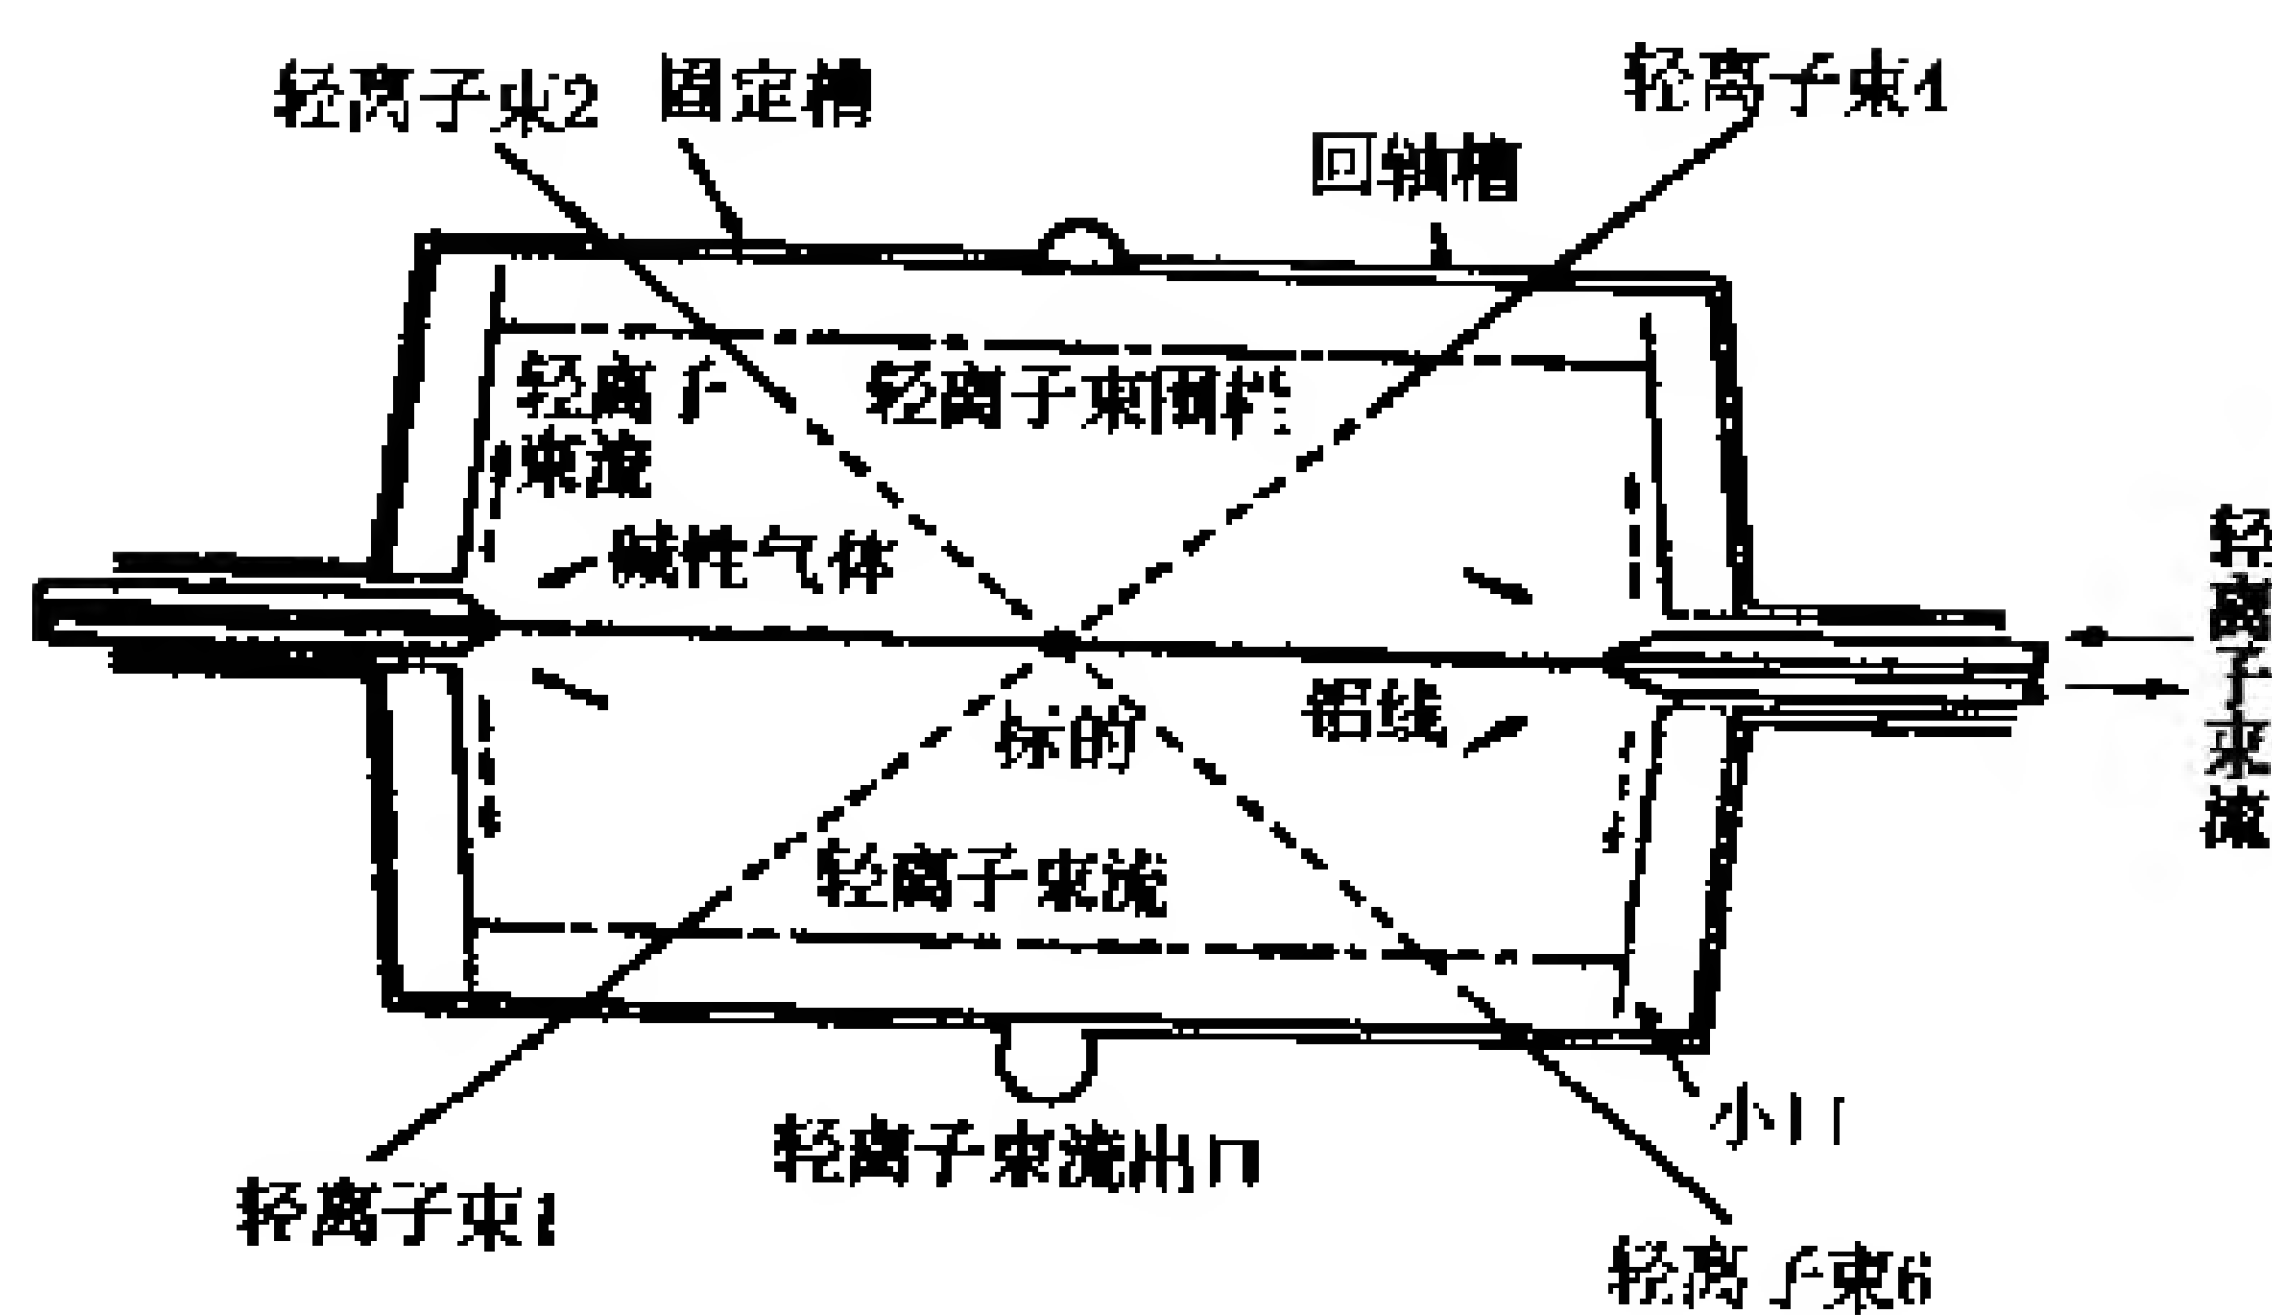 轻离子束2
固定槽
轻离子束4
回轴槽
轻离子
束流
轻离子束围栏
碱性气体
铝线
标的
轻离子束流
轻离子束流
轻离子束流出口
小口
轻离子束1
轻离子束6